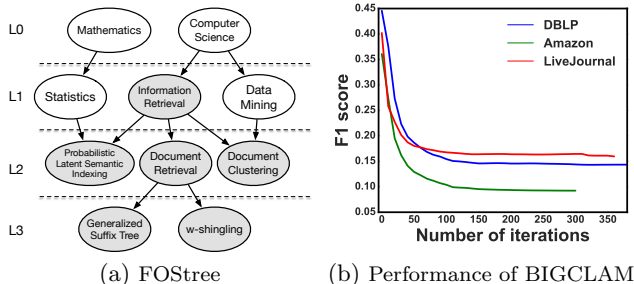 L0
Mathematics
Computer
Science
L1
Statistics
Information
Retrieval
Data
Mining
L2
Probabilistic
Latent Semantic
Indexing
Document
Retrieval
Document
Clustering
L3
Generalized
Suffix Tree
w-shingling
(a) FOStree
0.45
0.40
0.35
0.30
0.25
0.20
0.15
0.10
0.05
F1 score
DBLP
Amazon
LiveJournal
0 50 100 150 200 250 300 350
Number of iterations
(b) Performance of BIGCLAM